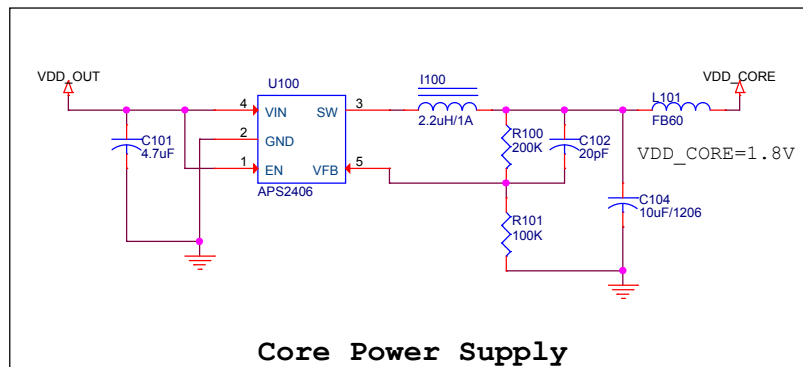 VDD_OUT
C101
4.7uF
U100
4
VIN
2
GND
1
EN
SW
3
VFB
5
APS2406
I100
2.2uH/1A
R100
200K
C102
20pF
R101
100K
C104
10uF/1206
L101
FB60
VDD_CORE
VDD_CORE=1.8V
Core Power Supply